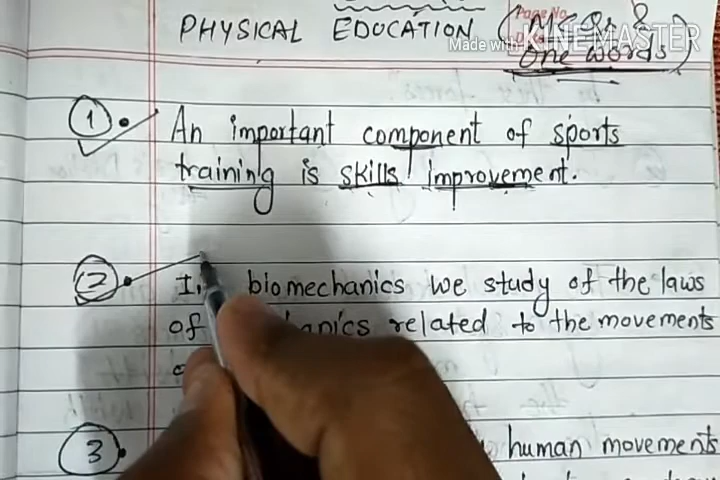 PHYSICAL EDUCATION (MCQs &
Made with KINEMASTER
One words)
1. An important component of sports
training is skills improvement.
2. biomechanics we study of the laws
of related to the movements
3. human movements